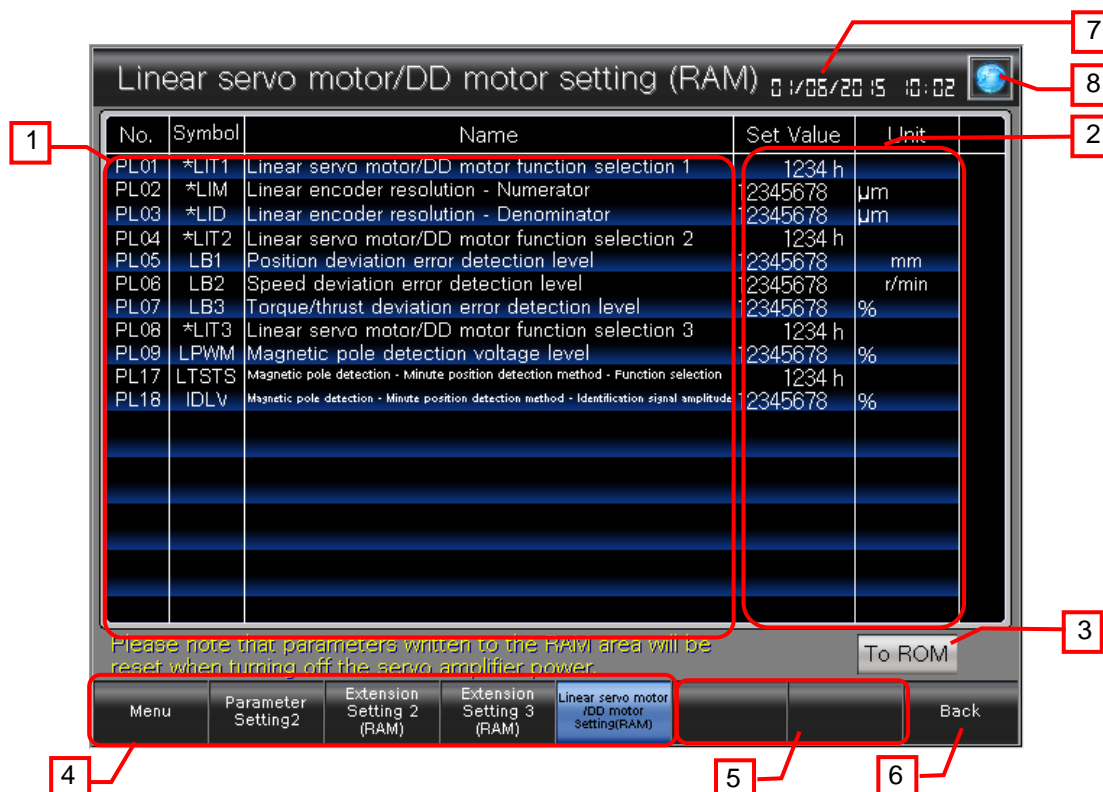 7
Linear servo motor/DD motor setting (RAM) 01/06/2015 10:02
8
1
2
No. Symbol Name Set Value Unit
PL01 *LIT1 Linear servo motor/DD motor function selection 1 1234 h
PL02 *LIM Linear encoder resolution - Numerator 12345678 µm
PL03 *LID Linear encoder resolution - Denominator 12345678 µm
PL04 *LIT2 Linear servo motor/DD motor function selection 2 1234 h
PL05 LB1 Position deviation error detection level 12345678 mm
PL06 LB2 Speed deviation error detection level 12345678 r/min
PL07 LB3 Torque/thrust deviation error detection level 12345678 %
PL08 *LIT3 Linear servo motor/DD motor function selection 3 1234 h
PL09 LPWM Magnetic pole detection voltage level 12345678 %
PL17 LTSTS Magnetic pole detection - Minute position detection method - Function selection 1234 h
PL18 IDLV Magnetic pole detection - Minute position detection method - Identification signal amplitude 12345678 %
Please note that parameters written to the RAM area will be
reset when turning off the servo amplifier power.
To ROM
3
Menu
Parameter
Setting2
Extension
Setting 2
(RAM)
Extension
Setting 3
(RAM)
Linear servo motor
/DD motor
Setting(RAM)
Back
4
5
6